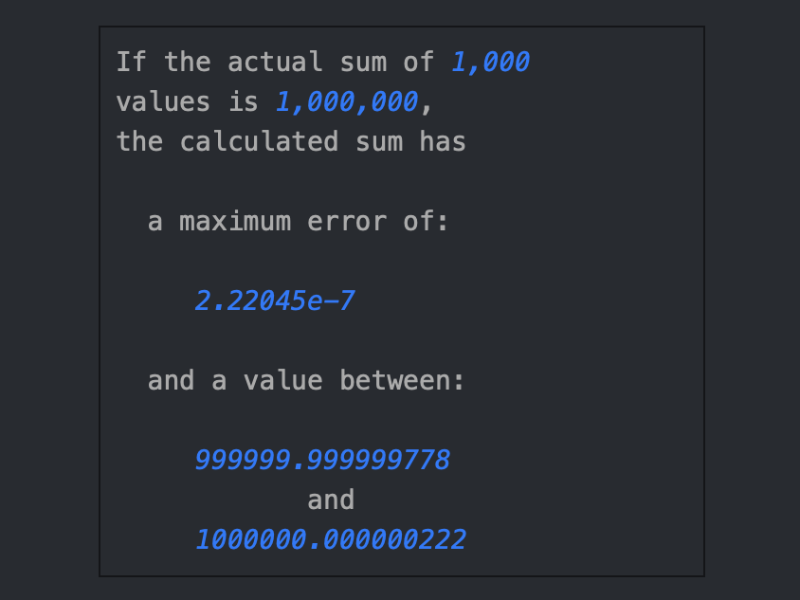 If the actual sum of 1,000
values is 1,000,000,
the calculated sum has
a maximum error of:
2.22045e-7
and a value between:
999999.999999778
and
1000000.000000222